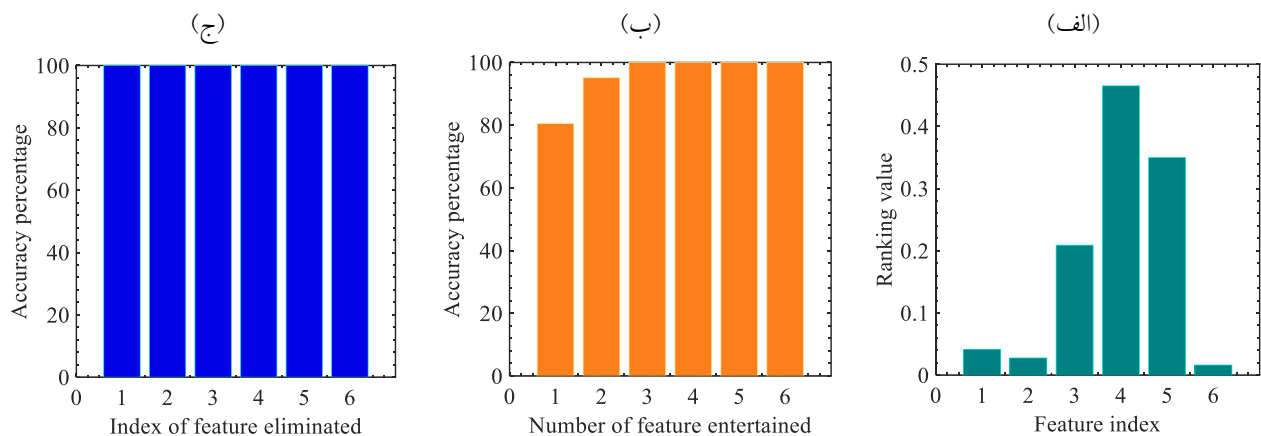 (الف)
0.5
0.4
0.3
0.2
0.1
0
Ranking value
0 1 2 3 4 5 6
Feature index
(ب)
100
80
60
40
20
0
Accuracy percentage
0 1 2 3 4 5 6
Number of feature entertained
(ج)
100
80
60
40
20
0
Accuracy percentage
0 1 2 3 4 5 6
Index of feature eliminated